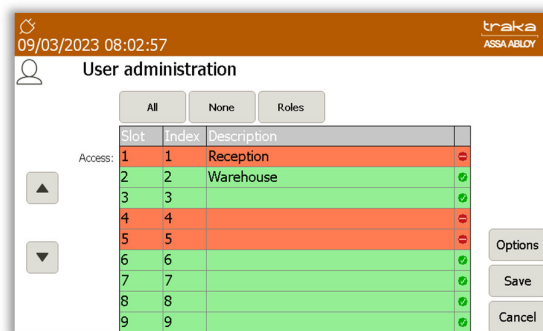 traka
09/03/2023 08:02:57
ASSA ABLOY
User administration
All None Roles
Slot Index Description
Access: 1 1 Reception
2 2 Warehouse
3 3
4 4
5 5
Options
6 6
7 7
Save
8 8
Cancel
9 9